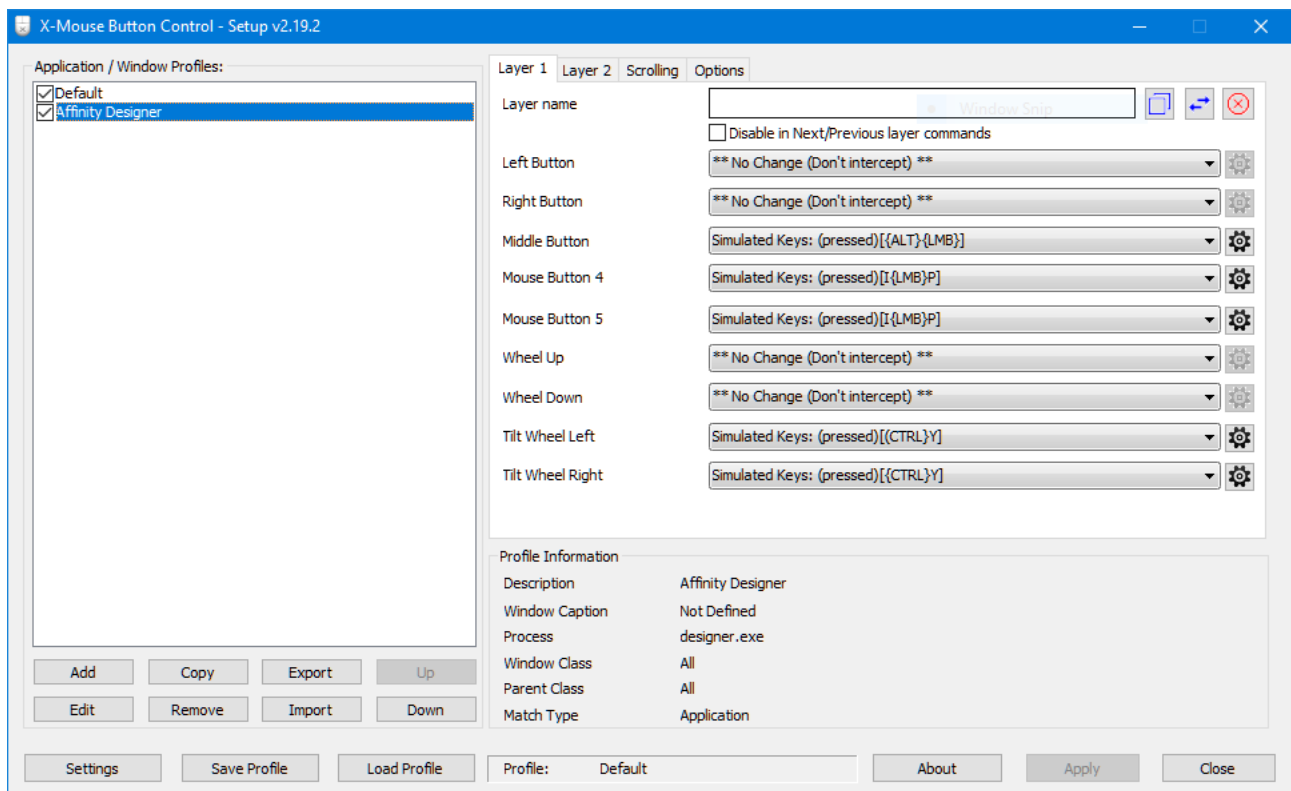 X-Mouse Button Control - Setup v2.19.2
Application / Window Profiles:
Default
Affinity Designer
Add Copy Export Up
Edit Remove Import Down
Layer 1 Layer 2 Scrolling Options
Layer name
Window Snip
Disable in Next/Previous layer commands
Left Button ** No Change (Don't intercept) **
Right Button ** No Change (Don't intercept) **
Middle Button Simulated Keys: (pressed)[{ALT}{LMB}]
Mouse Button 4 Simulated Keys: (pressed)[I{LMB}P]
Mouse Button 5 Simulated Keys: (pressed)[I{LMB}P]
Wheel Up ** No Change (Don't intercept) **
Wheel Down ** No Change (Don't intercept) **
Tilt Wheel Left Simulated Keys: (pressed)[(CTRL}Y]
Tilt Wheel Right Simulated Keys: (pressed)[{CTRL}Y]
Profile Information
Description Affinity Designer
Window Caption Not Defined
Process designer.exe
Window Class All
Parent Class All
Match Type Application
Settings Save Profile Load Profile Profile: Default About Apply Close